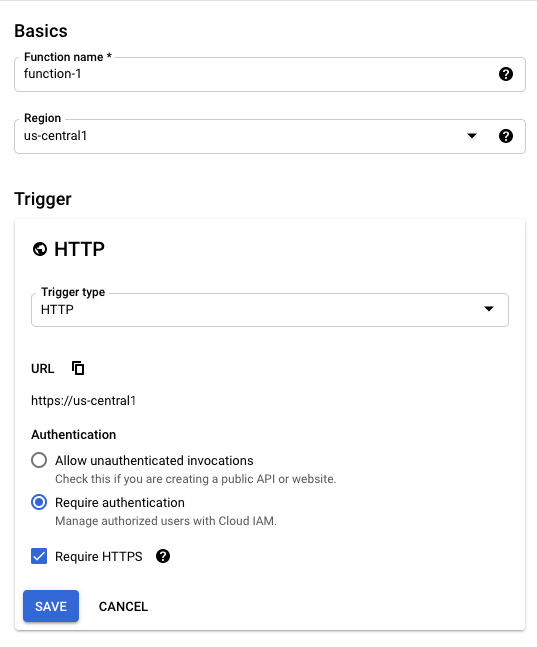 Basics
Function name *
function-1
Region
us-central1
Trigger
HTTP
Trigger type
HTTP
URL
https://us-central1
Authentication
Allow unauthenticated invocations
Check this if you are creating a public API or website.
Require authentication
Manage authorized users with Cloud IAM.
Require HTTPS
SAVE CANCEL